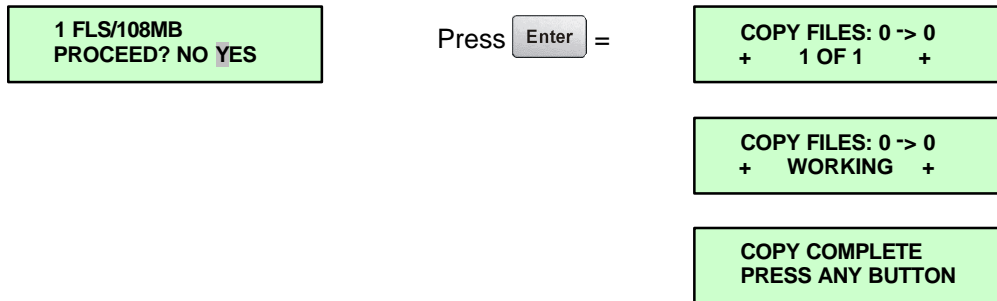 1 FLS/108MB
PROCEED? NO YES
Press Enter =
COPY FILES: 0 -> 0
+ 1 OF 1 +
COPY FILES: 0 -> 0
+ WORKING +
COPY COMPLETE
PRESS ANY BUTTON